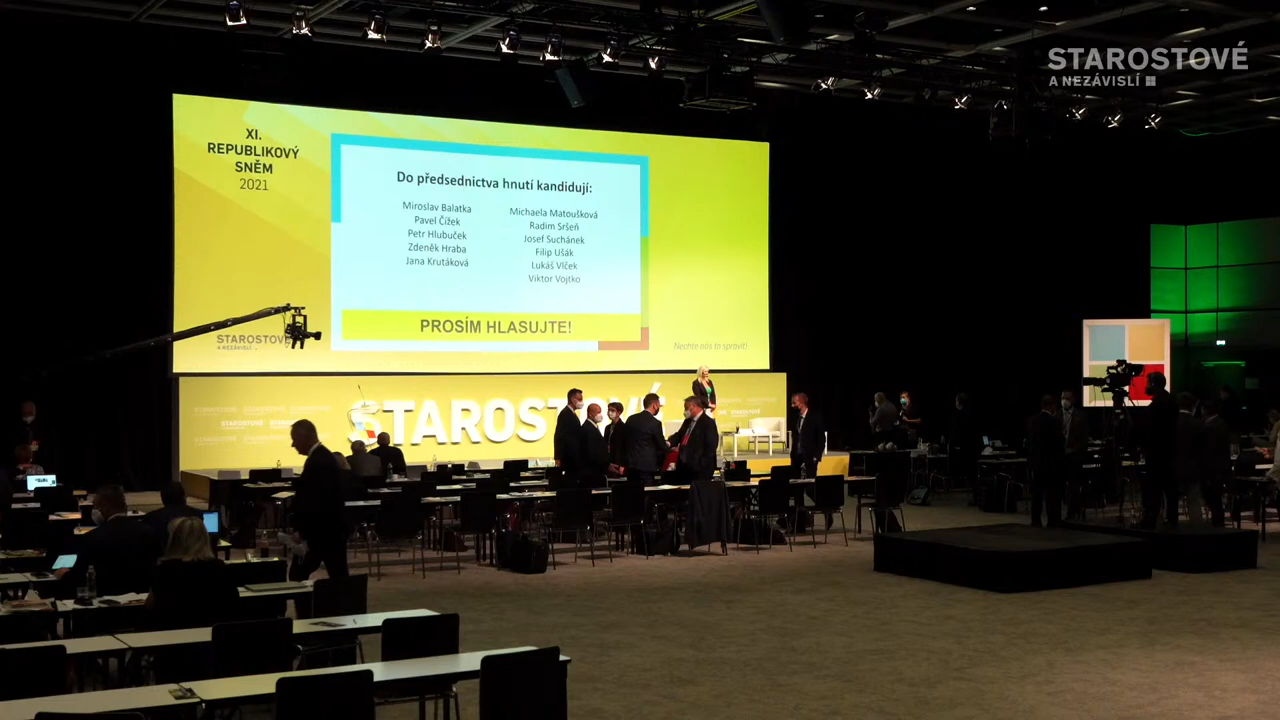 STAROSTOVÉ
A NEZÁVISLÍ
XI.
REPUBLIKOVÝ
SNĚM
2021
Do předsednictva hnutí kandidují:
Miroslav Balatka
Pavel Čížek
Petr Hlubuček
Zdeněk Hraba
Jana Krutáková
Michaela Matoušková
Radim Sršeň
Josef Suchánek
Filip Ušák
Lukáš Vlček
Viktor Vojtko
PROSÍM HLASUJTE!
STAROSTOVÉ
A NEZÁVISLÍ
Nechte nás to spravit!
STAROSTOVÉ